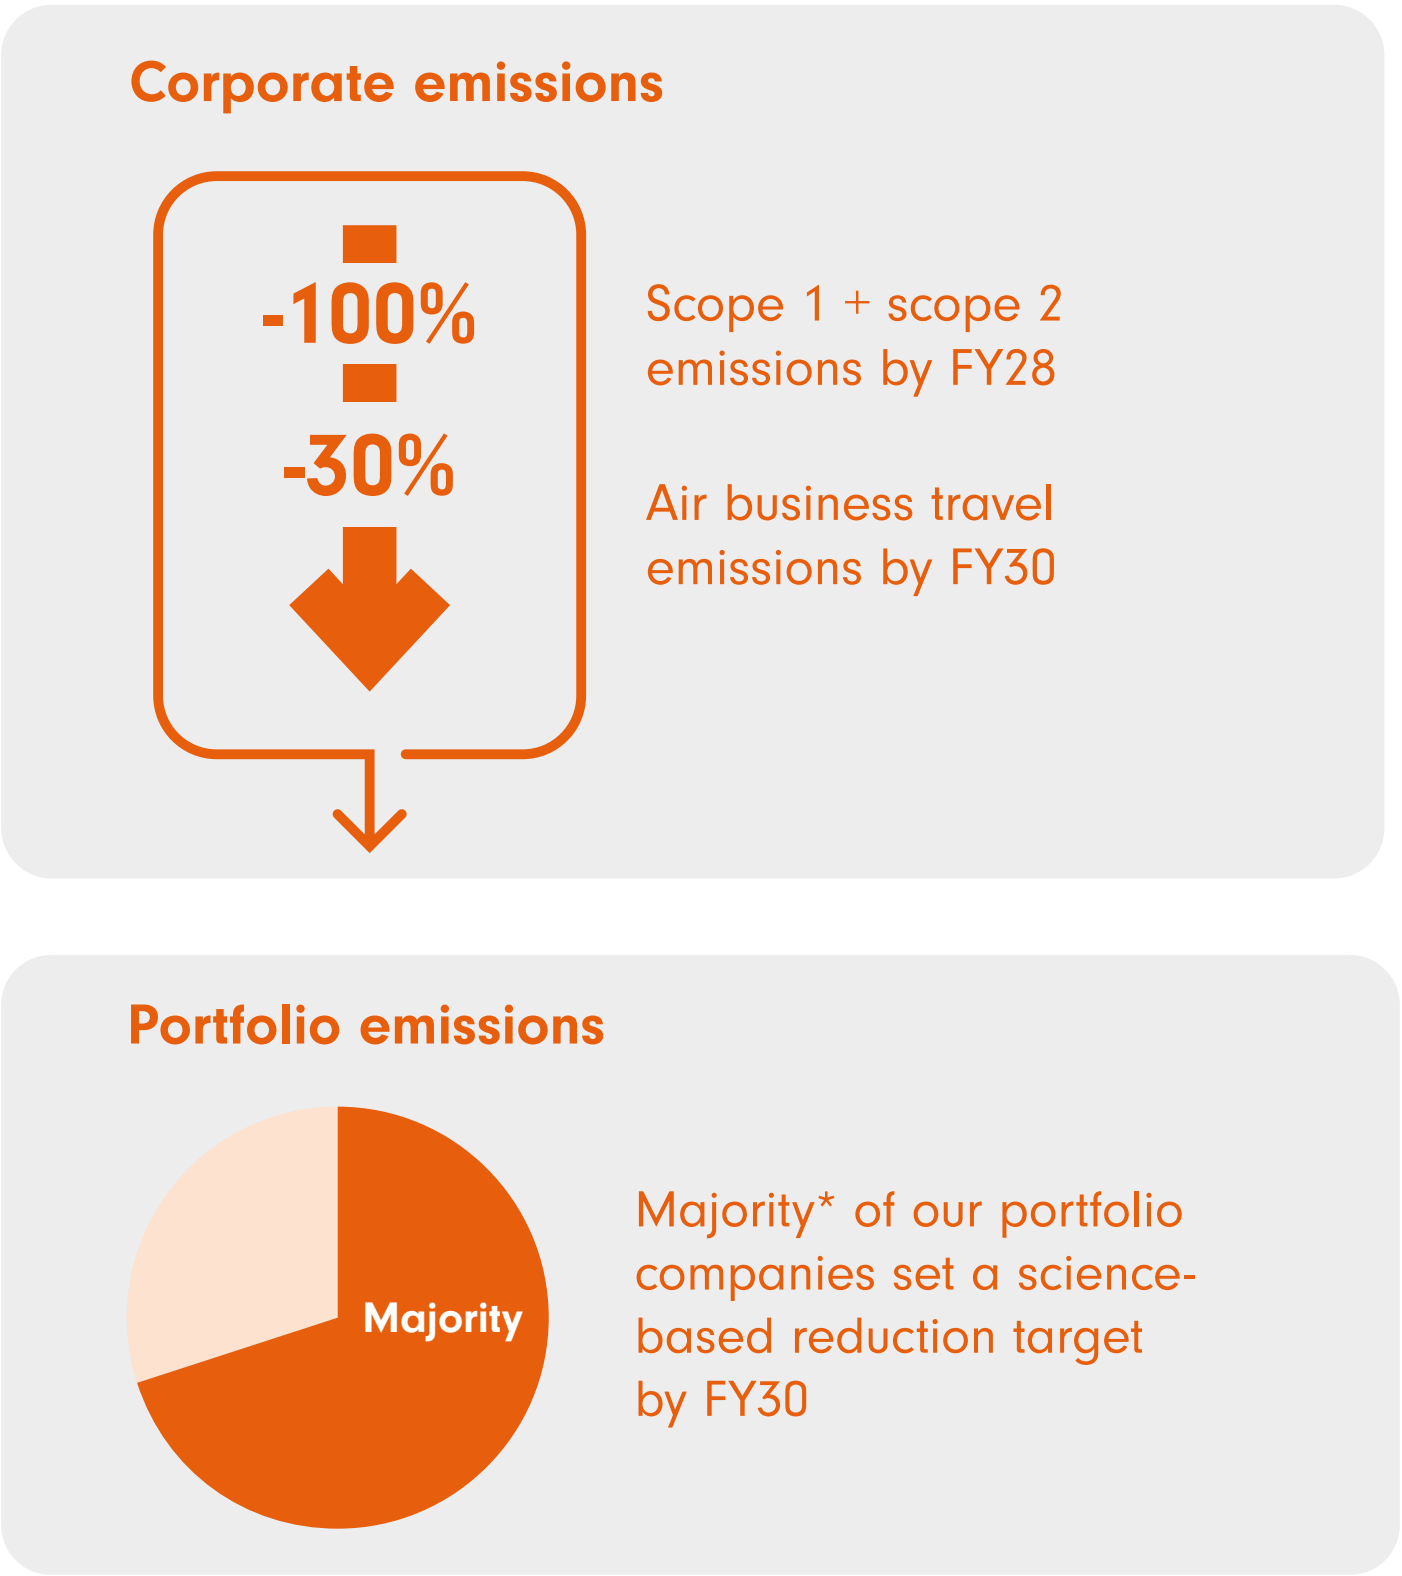 Corporate emissions
-100%
Scope 1 + scope 2
emissions by FY28
-30%
Air business travel
emissions by FY30
Portfolio emissions
Majority
Majority* of our portfolio
companies set a science-
based reduction target
by FY30